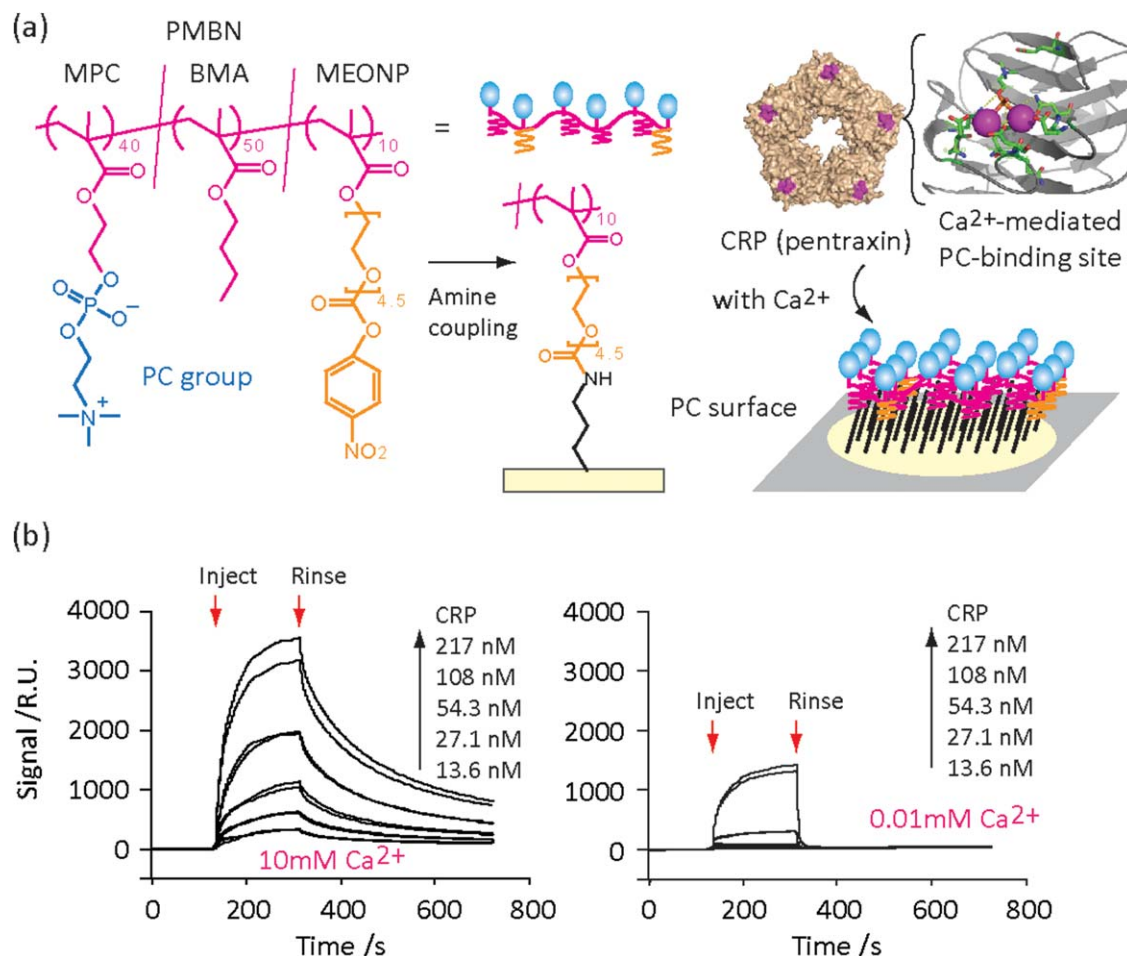 (a)
PMBN
MPC
BMA
MEONP
40
50
10
O
O
O
O
O
O
O
4.5
O
O
O
O
P
O
O−
O
N+
PC group
NO2
=
Amine
coupling
10
O
O
O
4.5
O
NH
CRP (pentraxin)
Ca2+-mediated
PC-binding site
with Ca2+
PC surface
(b)
Inject
Rinse
Signal /R.U.
4000
3000
2000
1000
0
CRP
217 nM
108 nM
54.3 nM
27.1 nM
13.6 nM
10mM Ca2+
0
200
400
600
800
Time /s
4000
3000
2000
1000
0
Inject
Rinse
CRP
217 nM
108 nM
54.3 nM
27.1 nM
13.6 nM
0.01mM Ca2+
0
200
400
600
800
Time /s